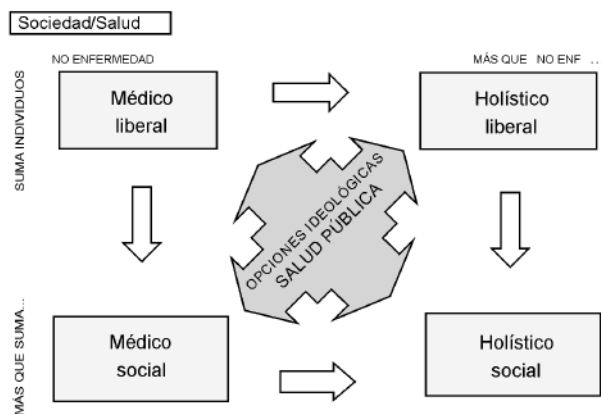 Sociedad/Salud
NO ENFERMEDAD
MÁS QUE NO ENF ...
SUMA INDIVIDUOS
Médico
liberal
Holístico
liberal
OPCIONES IDEOLÓGICAS
SALUD PÚBLICA
MÁS QUE SUMA...
Médico
social
Holístico
social